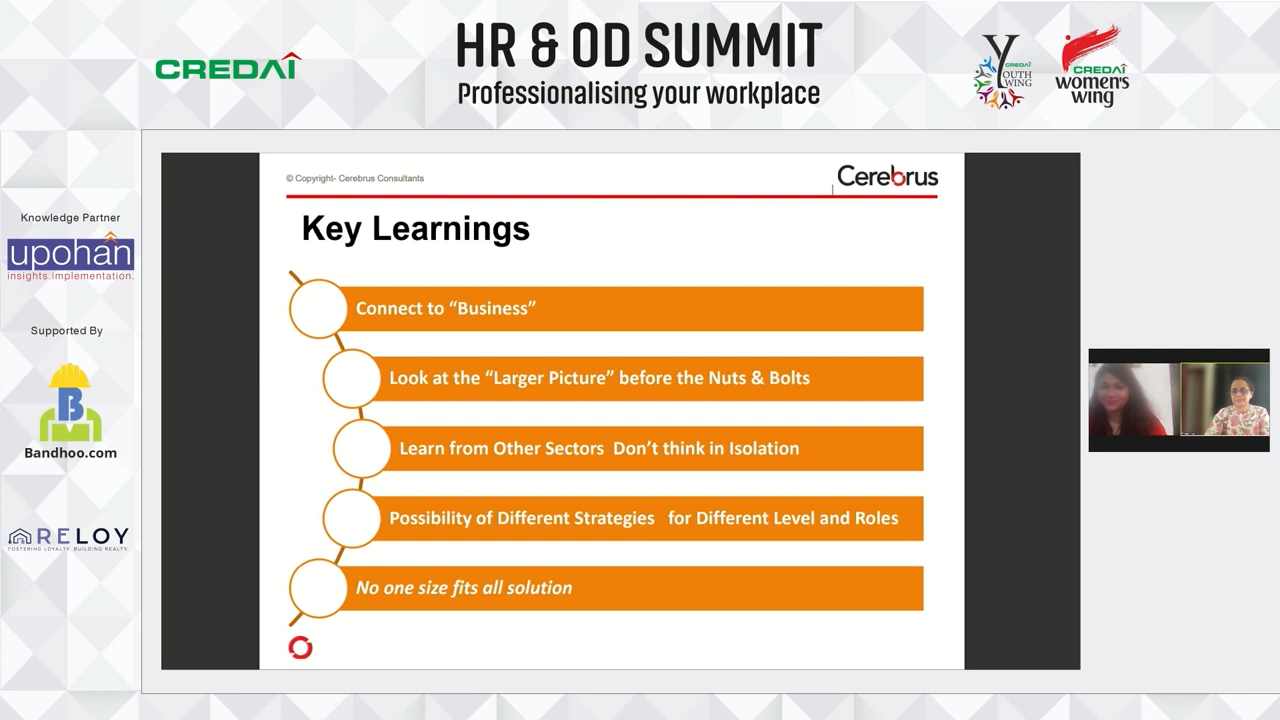 HR & OD SUMMIT
Professionalising your workplace
CREDAI
CREDAI
YOUTH
WING
CREDAI
women's
wing
Knowledge Partner
upohan
insights.implementation.
Supported By
B
Bandhoo.com
RELOY
FOSTERING LOYALTY. BUILDING REALTY.
© Copyright- Cerebrus Consultants
Cerebrus
Key Learnings
Connect to “Business”
Look at the “Larger Picture” before the Nuts & Bolts
Learn from Other Sectors Don’t think in Isolation
Possibility of Different Strategies for Different Level and Roles
No one size fits all solution